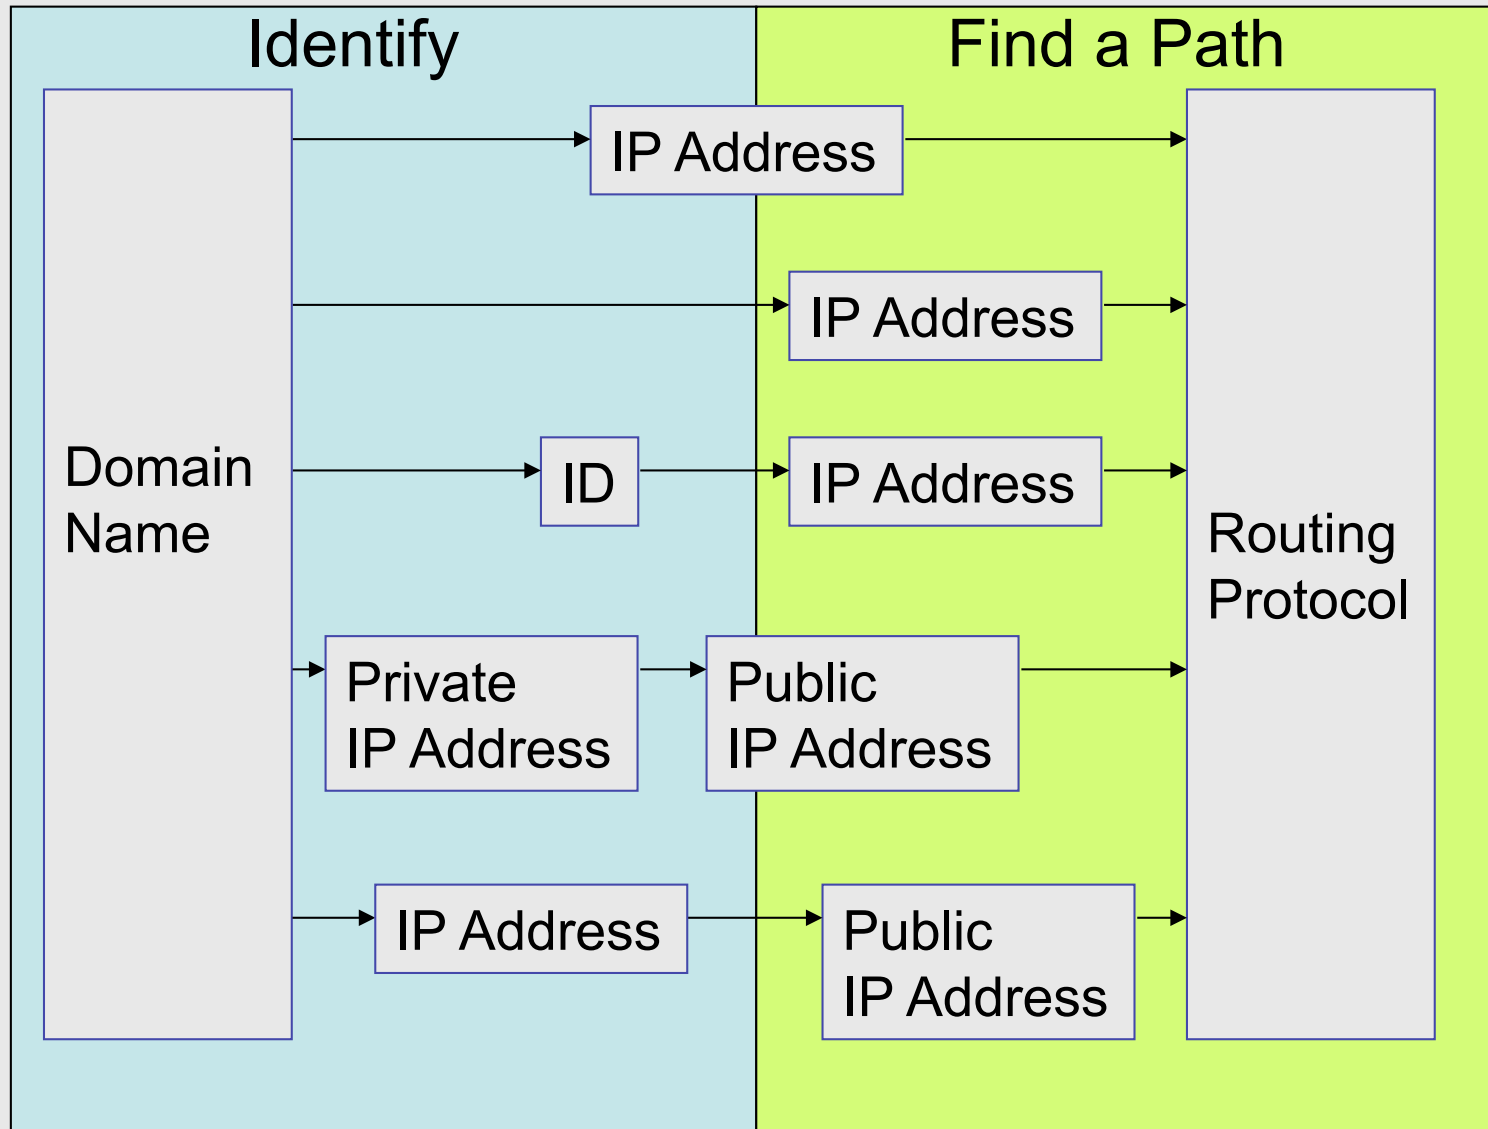 Identify
Find a Path
IP Address
IP Address
Domain
Name
ID
IP Address
Routing
Protocol
Private
IP Address
Public
IP Address
IP Address
Public
IP Address